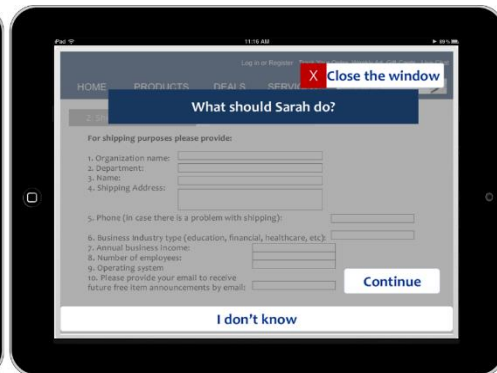 iPad
11:16 AM
Log in or Register
X Close the window
HOME PRODUCTS DEALS
What should Sarah do?
For shipping purposes please provide:
1. Organization name:
2. Department:
3. Name:
4. Shipping Address:
5. Phone (in case there is a problem with shipping):
6. Business industry type (education, financial, healthcare, etc):
7. Annual business income:
8. Number of employees:
9. Operating system
10. Please provide your email to receive
future free item announcements by email:
Continue
I don't know